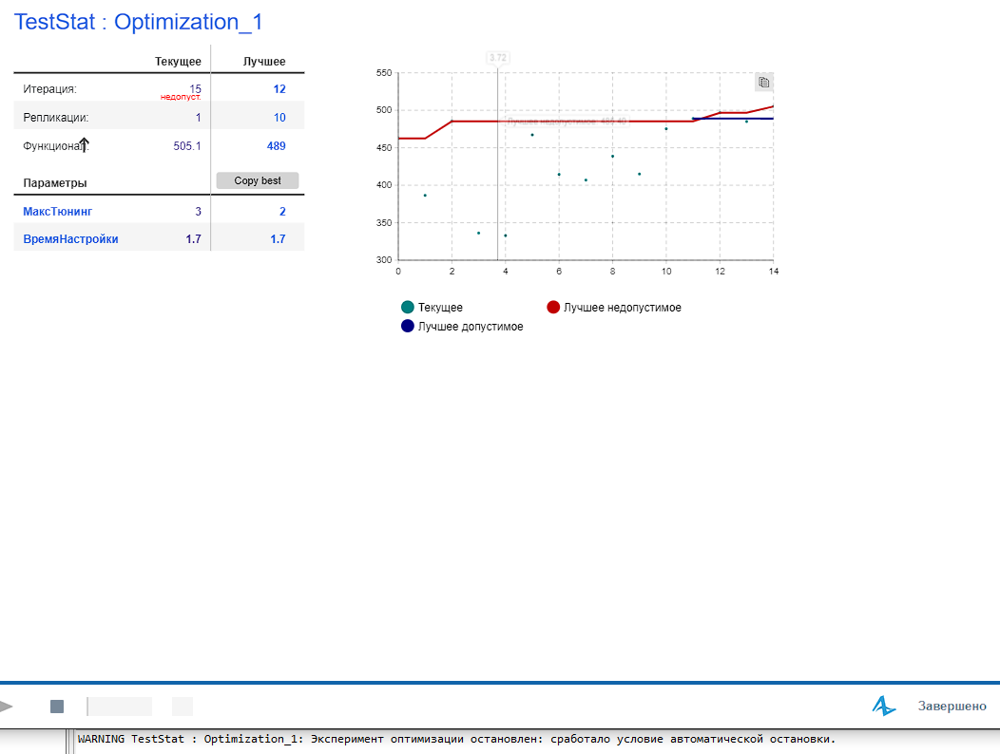 TestStat : Optimization_1
Текущее Лучшее
Итерация: 15 12
недопуст.
Репликации: 1 10
Функционал: 505.1 489
Параметры Copy best
МаксТюнинг 3 2
ВремяНастройки 1.7 1.7
3.72
550
500
450
400
350
300
Лучшее недопустимое: 484.40
0 2 4 6 8 10 12 14
Текущее Лучшее недопустимое
Лучшее допустимое
Завершено
WARNING TestStat : Optimization_1: Эксперимент оптимизации остановлен: сработало условие автоматической остановки.